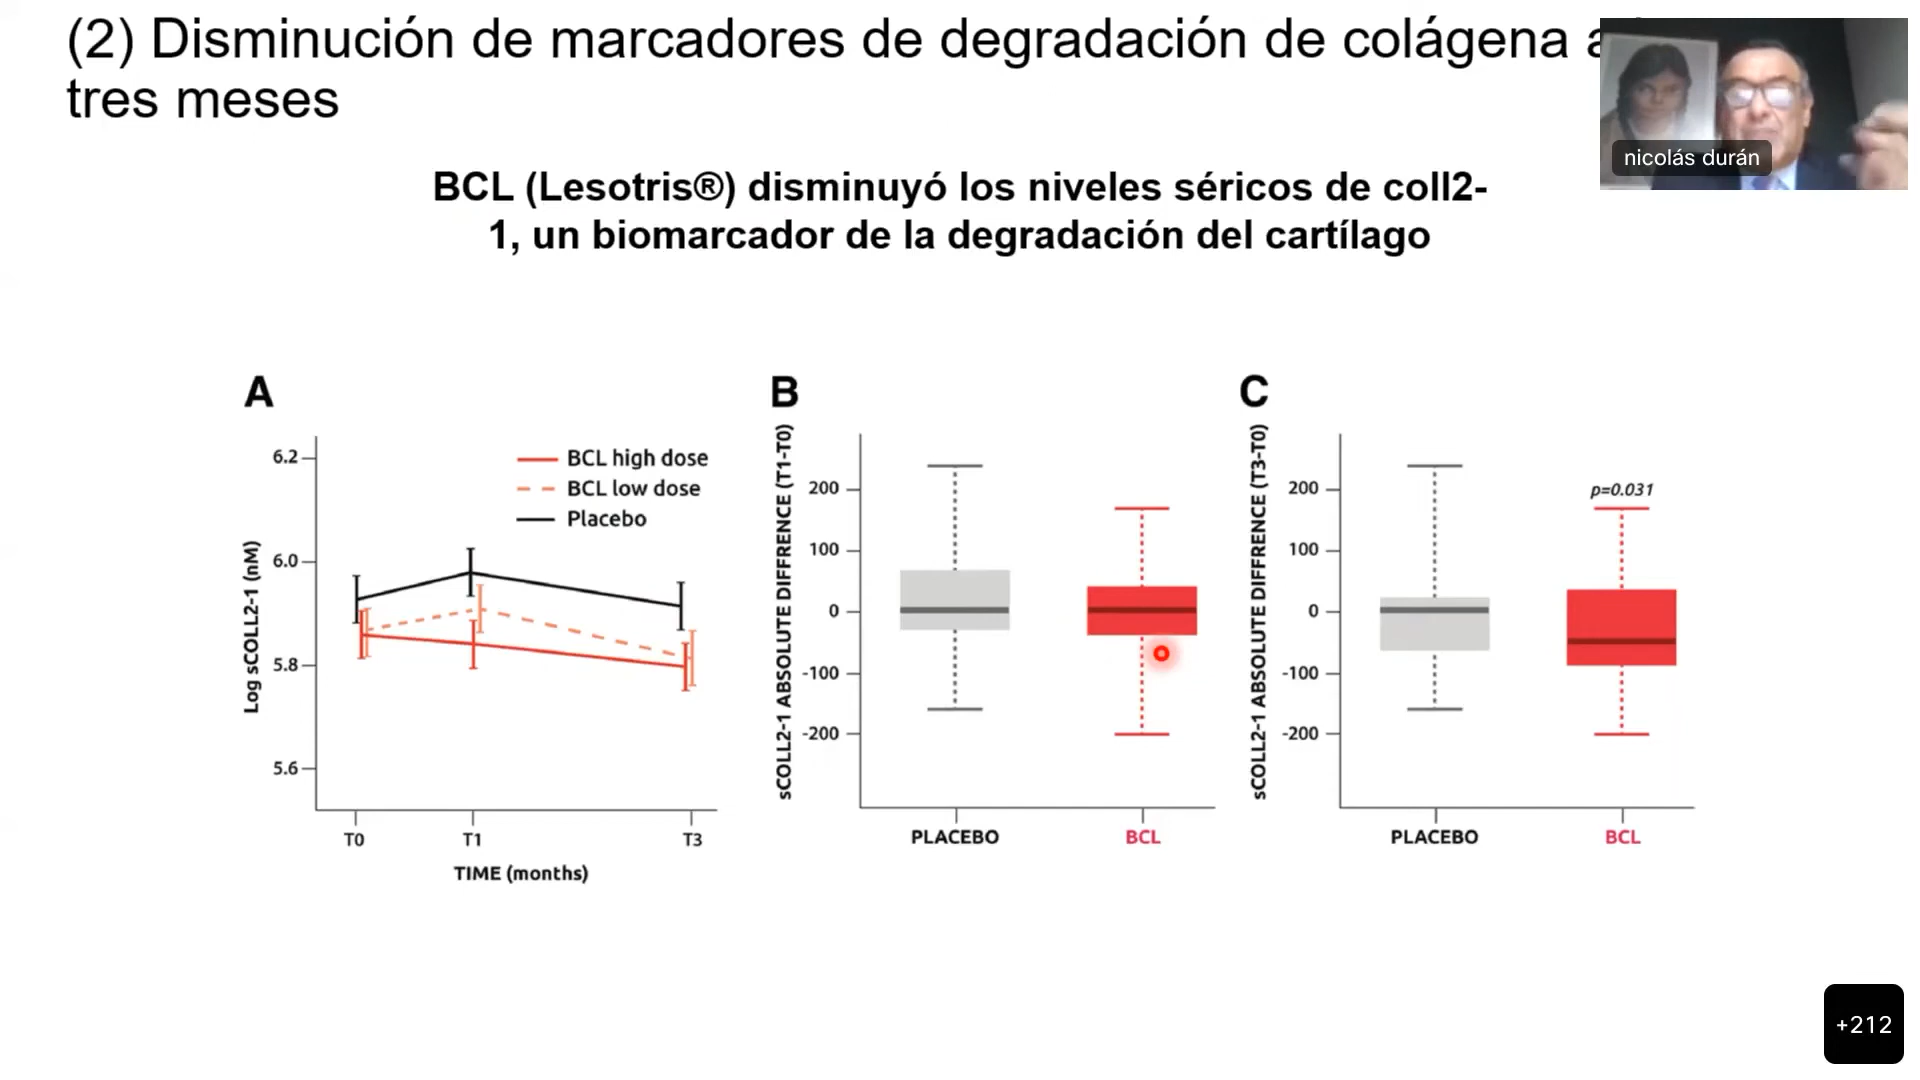 (2) Disminución de marcadores de degradación de colágena
tres meses
nicolás durán
BCL (Lesotris®) disminuyó los niveles séricos de coll2-
1, un biomarcador de la degradación del cartílago
A
Log sCOLL2-1 (nM)
6.2
6.0
5.8
5.6
BCL high dose
BCL low dose
Placebo
T0 T1 T3
TIME (months)
B
sCOLL2-1 ABSOLUTE DIFFRENCE (T1-T0)
200
100
0
-100
-200
PLACEBO BCL
C
sCOLL2-1 ABSOLUTE DIFFRENCE (T3-T0)
200
100
0
-100
-200
p=0.031
PLACEBO BCL
+212